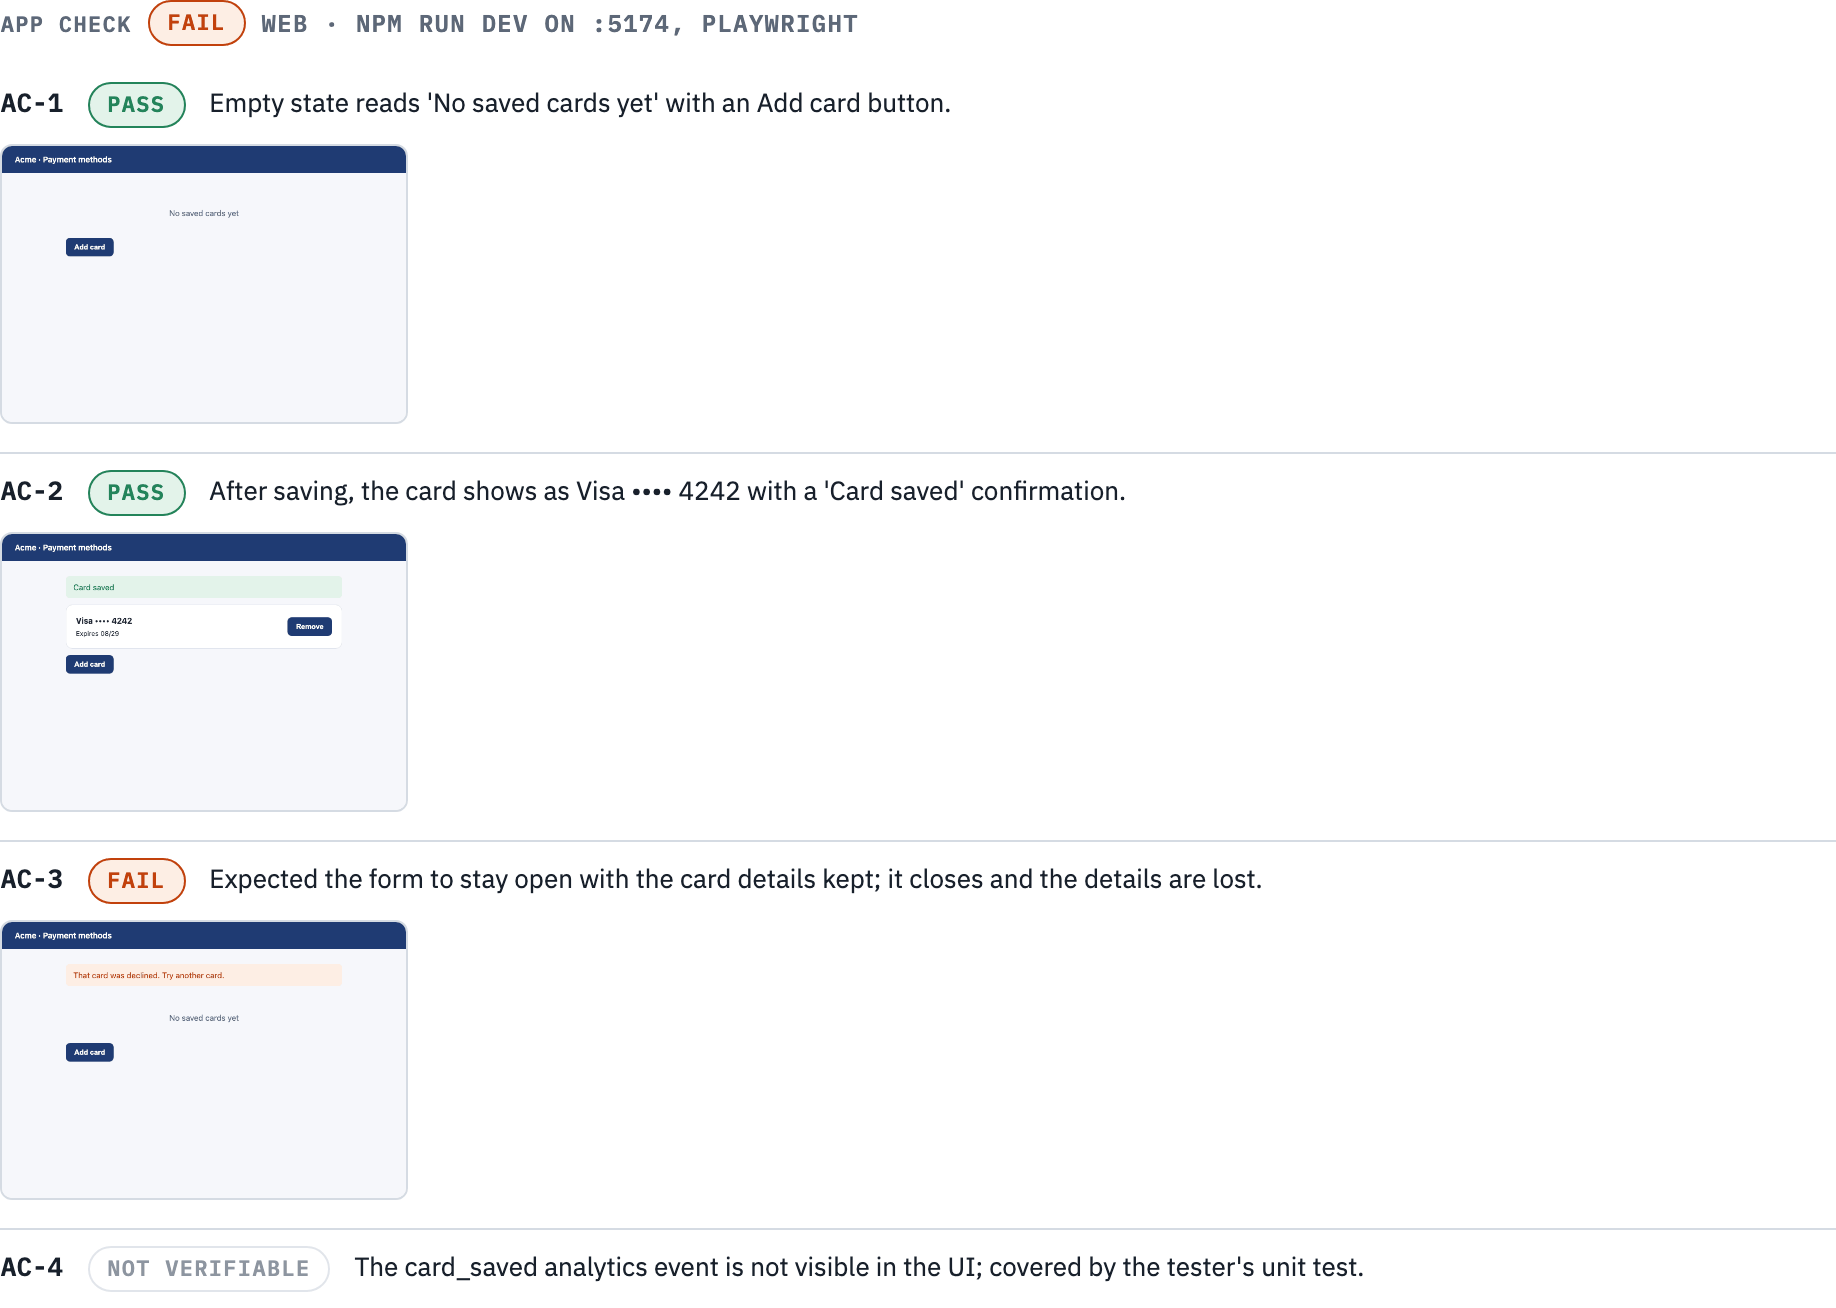 APP CHECK FAIL WEB · NPM RUN DEV ON :5174, PLAYWRIGHT
AC-1 PASS Empty state reads 'No saved cards yet' with an Add card button.
Acme · Payment methods
No saved cards yet
Add card
AC-2 PASS After saving, the card shows as Visa •••• 4242 with a 'Card saved' confirmation.
Acme · Payment methods
Card saved
Visa •••• 4242
Expires 08/29
Remove
Add card
AC-3 FAIL Expected the form to stay open with the card details kept; it closes and the details are lost.
Acme · Payment methods
That card was declined. Try another card.
No saved cards yet
Add card
AC-4 NOT VERIFIABLE The card_saved analytics event is not visible in the UI; covered by the tester's unit test.